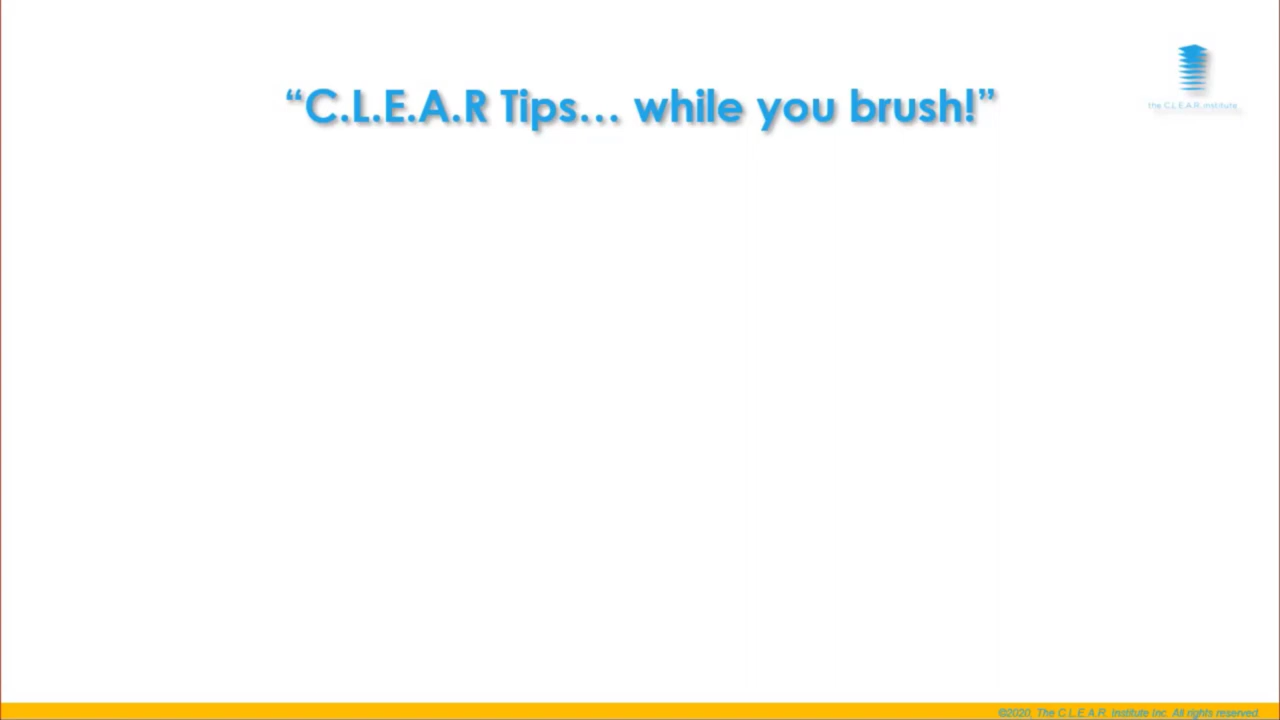 “C.L.E.A.R Tips... while you brush!”
the C.L.E.A.R. institute
©2020, The C.L.E.A.R. Institute Inc. All rights reserved.